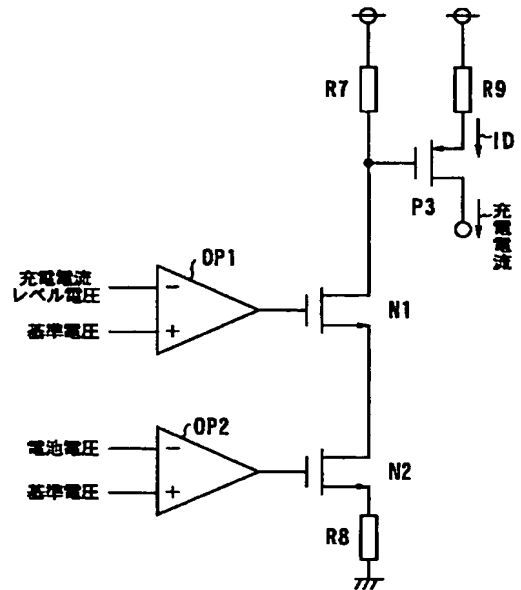 R7
R9
ID
P3
充電電流
OP1
充電電流
レベル電圧
−
基準電圧
+
N1
OP2
電池電圧
−
基準電圧
+
N2
R8